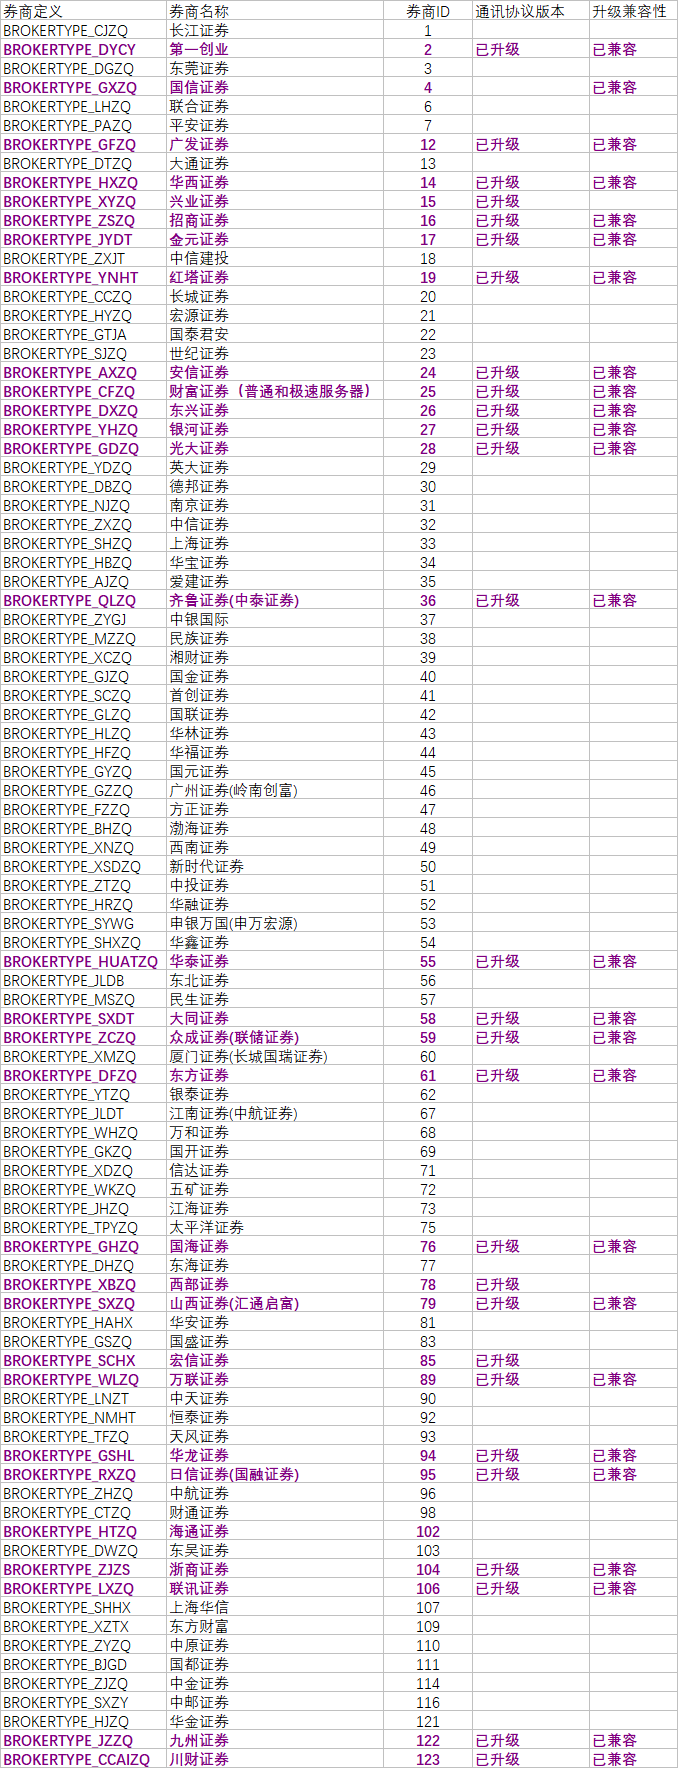 券商定义 券商名称 券商ID 通讯协议版本 升级兼容性
BROKERTYPE_CJZQ 长江证券 1
BROKERTYPE_DYCY 第一创业 2 已升级 已兼容
BROKERTYPE_DGZQ 东莞证券 3
BROKERTYPE_GXZQ 国信证券 4 已兼容
BROKERTYPE_LHZQ 联合证券 6
BROKERTYPE_PAZQ 平安证券 7
BROKERTYPE_GFZQ 广发证券 12 已升级 已兼容
BROKERTYPE_DTZQ 大通证券 13
BROKERTYPE_HXZQ 华西证券 14 已升级 已兼容
BROKERTYPE_XYZQ 兴业证券 15 已升级
BROKERTYPE_ZSZQ 招商证券 16 已升级 已兼容
BROKERTYPE_JYDT 金元证券 17 已升级 已兼容
BROKERTYPE_ZXJT 中信建投 18
BROKERTYPE_YNHT 红塔证券 19 已升级 已兼容
BROKERTYPE_CCZQ 长城证券 20
BROKERTYPE_HYZQ 宏源证券 21
BROKERTYPE_GTJA 国泰君安 22
BROKERTYPE_SJZQ 世纪证券 23
BROKERTYPE_AXZQ 安信证券 24 已升级 已兼容
BROKERTYPE_CFZQ 财富证券（普通和极速服务器） 25 已升级 已兼容
BROKERTYPE_DXZQ 东兴证券 26 已升级 已兼容
BROKERTYPE_YHZQ 银河证券 27 已升级 已兼容
BROKERTYPE_GDZQ 光大证券 28 已升级 已兼容
BROKERTYPE_YDZQ 英大证券 29
BROKERTYPE_DBZQ 德邦证券 30
BROKERTYPE_NJZQ 南京证券 31
BROKERTYPE_ZXZQ 中信证券 32
BROKERTYPE_SHZQ 上海证券 33
BROKERTYPE_HBZQ 华宝证券 34
BROKERTYPE_AJZQ 爱建证券 35
BROKERTYPE_QLZQ 齐鲁证券(中泰证券) 36 已升级 已兼容
BROKERTYPE_ZYGJ 中银国际 37
BROKERTYPE_MZZQ 民族证券 38
BROKERTYPE_XCZQ 湘财证券 39
BROKERTYPE_GJZQ 国金证券 40
BROKERTYPE_SCZQ 首创证券 41
BROKERTYPE_GLZQ 国联证券 42
BROKERTYPE_HLZQ 华林证券 43
BROKERTYPE_HFZQ 华福证券 44
BROKERTYPE_GYZQ 国元证券 45
BROKERTYPE_GZZQ 广州证券(岭南创富) 46
BROKERTYPE_FZZQ 方正证券 47
BROKERTYPE_BHZQ 渤海证券 48
BROKERTYPE_XNZQ 西南证券 49
BROKERTYPE_XSDZQ 新时代证券 50
BROKERTYPE_ZTZQ 中投证券 51
BROKERTYPE_HRZQ 华融证券 52
BROKERTYPE_SYWG 申银万国(申万宏源) 53
BROKERTYPE_SHXZQ 华鑫证券 54
BROKERTYPE_HUATZQ 华泰证券 55 已升级 已兼容
BROKERTYPE_JLDB 东北证券 56
BROKERTYPE_MSZQ 民生证券 57
BROKERTYPE_SXDT 大同证券 58 已升级 已兼容
BROKERTYPE_ZCZQ 众成证券(联储证券) 59 已升级 已兼容
BROKERTYPE_XMZQ 厦门证券(长城国瑞证券) 60
BROKERTYPE_DFZQ 东方证券 61 已升级 已兼容
BROKERTYPE_YTZQ 银泰证券 62
BROKERTYPE_JLDT 江南证券(中航证券) 67
BROKERTYPE_WHZQ 万和证券 68
BROKERTYPE_GKZQ 国开证券 69
BROKERTYPE_XDZQ 信达证券 71
BROKERTYPE_WKZQ 五矿证券 72
BROKERTYPE_JHZQ 江海证券 73
BROKERTYPE_TPYZQ 太平洋证券 75
BROKERTYPE_GHZQ 国海证券 76 已升级 已兼容
BROKERTYPE_DHZQ 东海证券 77
BROKERTYPE_XBZQ 西部证券 78 已升级
BROKERTYPE_SXZQ 山西证券(汇通启富) 79 已升级 已兼容
BROKERTYPE_HAHX 华安证券 81
BROKERTYPE_GSZQ 国盛证券 83
BROKERTYPE_SCHX 宏信证券 85 已升级
BROKERTYPE_WLZQ 万联证券 89 已升级 已兼容
BROKERTYPE_LNZT 中天证券 90
BROKERTYPE_NMHT 恒泰证券 92
BROKERTYPE_TFZQ 天风证券 93
BROKERTYPE_GSHL 华龙证券 94 已升级 已兼容
BROKERTYPE_RXZQ 日信证券(国融证券) 95 已升级 已兼容
BROKERTYPE_ZHZQ 中航证券 96
BROKERTYPE_CTZQ 财通证券 98
BROKERTYPE_HTZQ 海通证券 102
BROKERTYPE_DWZQ 东吴证券 103
BROKERTYPE_ZJZS 浙商证券 104 已升级 已兼容
BROKERTYPE_LXZQ 联讯证券 106 已升级 已兼容
BROKERTYPE_SHHX 上海华信 107
BROKERTYPE_XZTX 东方财富 109
BROKERTYPE_ZYZQ 中原证券 110
BROKERTYPE_BJGD 国都证券 111
BROKERTYPE_ZJZQ 中金证券 114
BROKERTYPE_SXZY 中邮证券 116
BROKERTYPE_HJZQ 华金证券 121
BROKERTYPE_JZZQ 九州证券 122 已升级 已兼容
BROKERTYPE_CCAIZQ 川财证券 123 已升级 已兼容